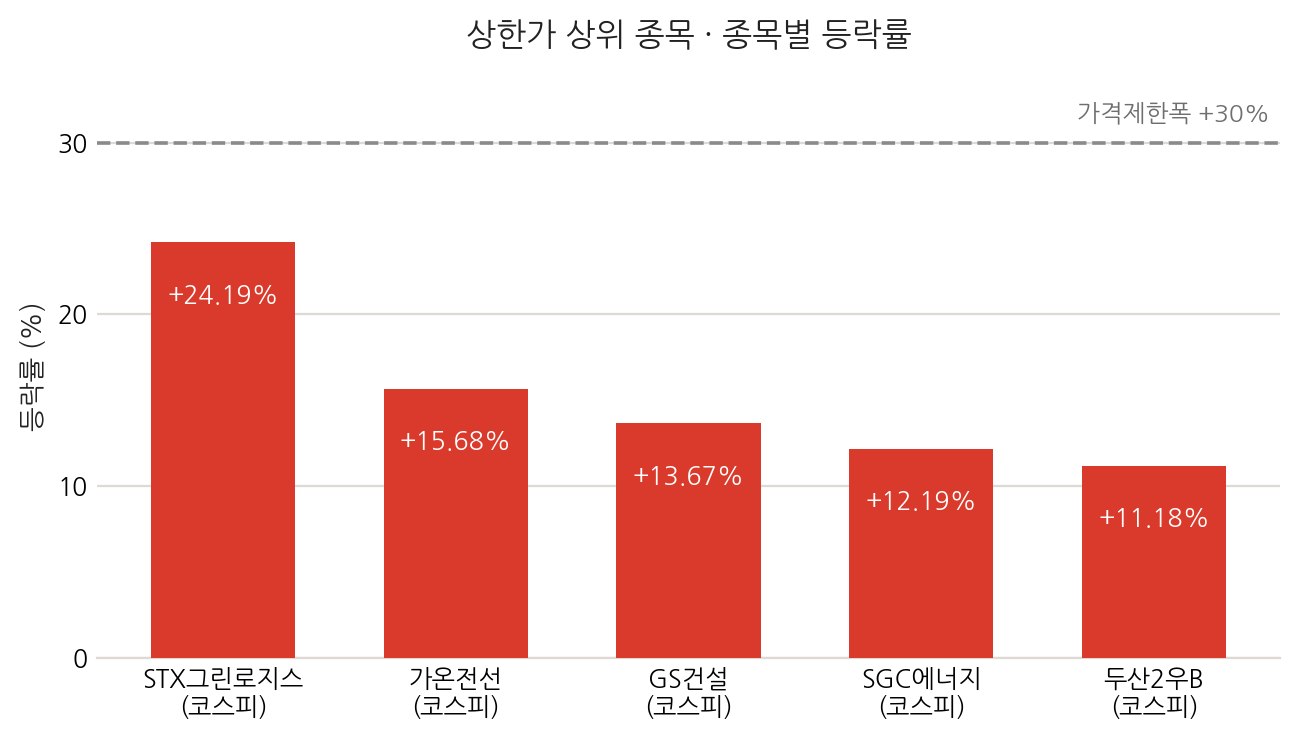 상한가 상위 종목 · 종목별 등락률
가격제한폭 +30%
등락률 (%)
30
20
10
0
+24.19%
+15.68%
+13.67%
+12.19%
+11.18%
STX그린로지스
(코스피)
가온전선
(코스피)
GS건설
(코스피)
SGC에너지
(코스피)
두산2우B
(코스피)